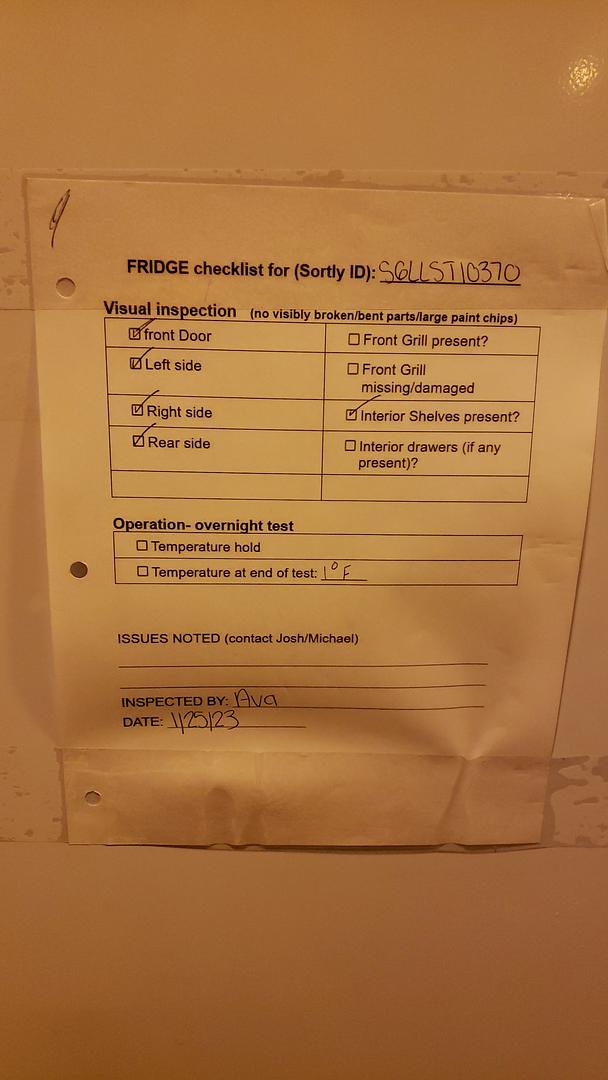 9
FRIDGE checklist for (Sortly ID): SGLLST10370
Visual inspection (no visibly broken/bent parts/large paint chips)
☑ front Door
☐ Front Grill present?
☑ Left side
☐ Front Grill
missing/damaged
☑ Right side
☑ Interior Shelves present?
☑ Rear side
☐ Interior drawers (if any
present)?
Operation- overnight test
☐ Temperature hold
☐ Temperature at end of test: 1° F
ISSUES NOTED (contact Josh/Michael)
INSPECTED BY: Ava
DATE: 1/25/23